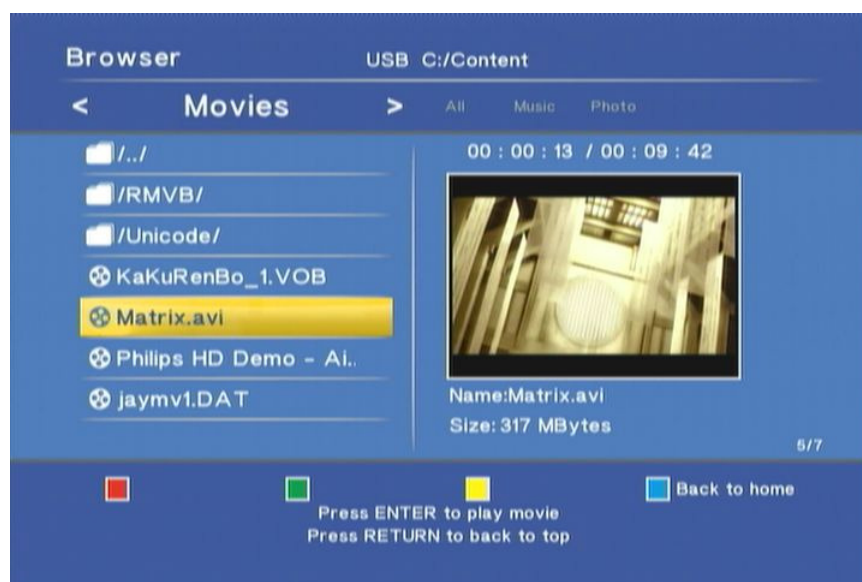 Browser USB C:/Content
< Movies > All Music Photo
/../
/RMVB/
/Unicode/
KaKuRenBo_1.VOB
Matrix.avi
Philips HD Demo - Ai..
jaymv1.DAT
00 : 00 : 13 / 00 : 09 : 42
Name:Matrix.avi
Size: 317 MBytes
5/7
Back to home
Press ENTER to play movie
Press RETURN to back to top